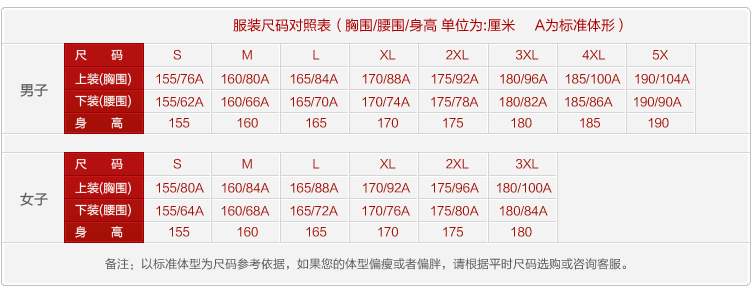 服装尺码对照表 ( 胸围/腰围/身高 单位为:厘米 A为标准体形 )
男子
尺 码 S M L XL 2XL 3XL 4XL 5X
上装(胸围) 155/76A 160/80A 165/84A 170/88A 175/92A 180/96A 185/100A 190/104A
下装(腰围) 155/62A 160/66A 165/70A 170/74A 175/78A 180/82A 185/86A 190/90A
身 高 155 160 165 170 175 180 185 190
女子
尺 码 S M L XL 2XL 3XL
上装(胸围) 155/80A 160/84A 165/88A 170/92A 175/96A 180/100A
下装(腰围) 155/64A 160/68A 165/72A 170/76A 175/80A 180/84A
身 高 155 160 165 170 175 180
备注：以标准体型为尺码参考依据，如果您的体型偏瘦或者偏胖，请根据平时尺码选购或咨询客服。